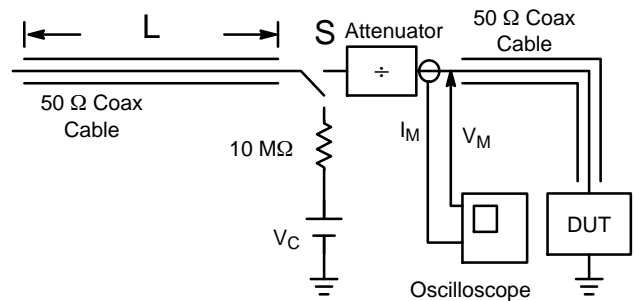 L
S
Attenuator
÷
50 Ω Coax
Cable
50 Ω Coax
Cable
10 MΩ
I_M
V_M
V_C
DUT
Oscilloscope